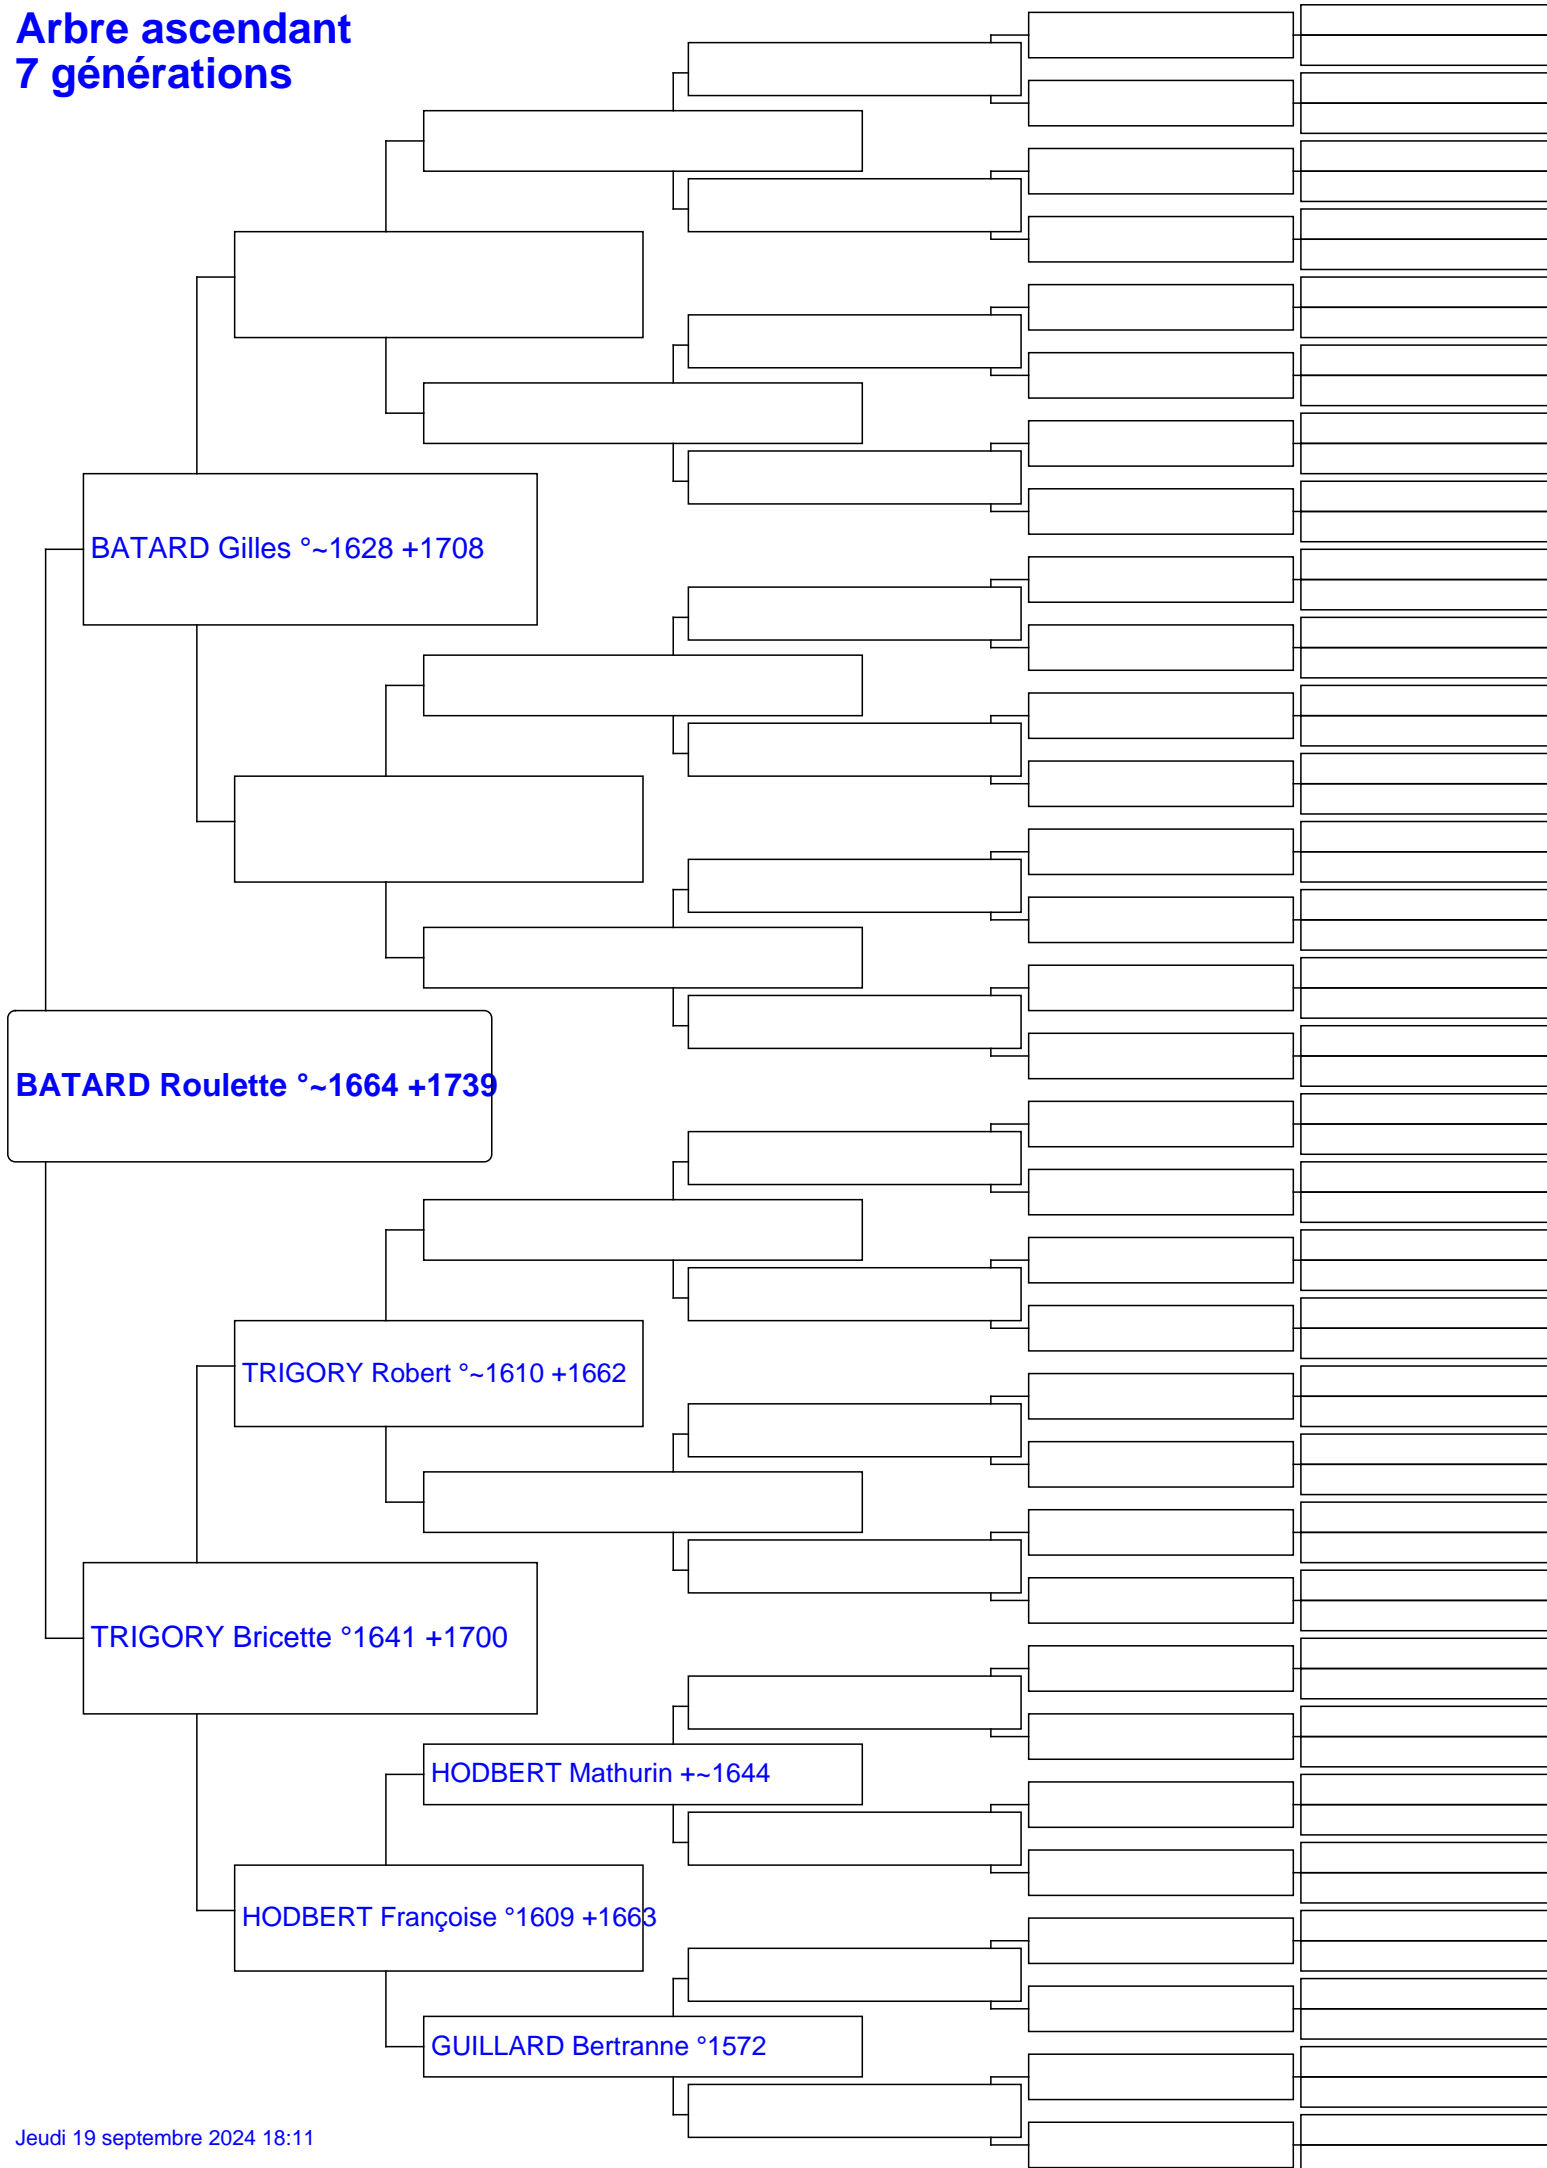 Arbre ascendant
7 générations
BATARD Gilles °~1628 +1708
BATARD Roulette °~1664 +1739
TRIGORY Robert °~1610 +1662
TRIGORY Bricette °1641 +1700
HODBERT Mathurin +~1644
HODBERT Françoise °1609 +1663
GUILLARD Bertranne °1572
Jeudi 19 septembre 2024 18:11